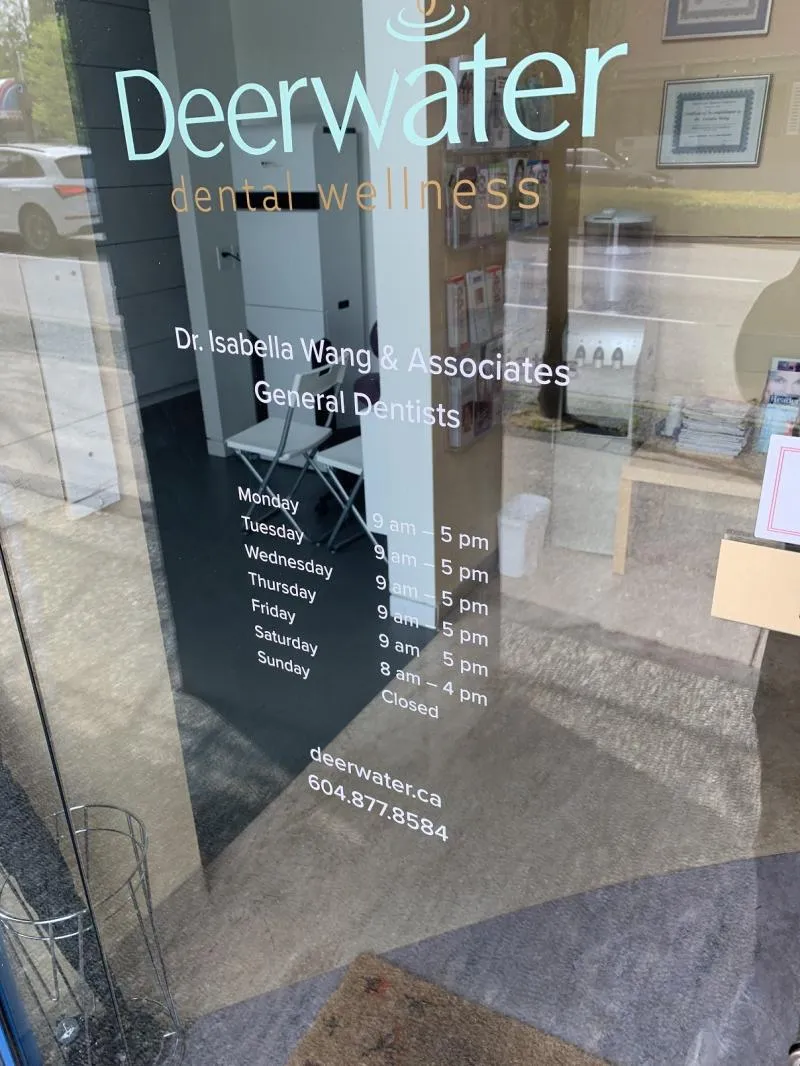 Deerwater
dental wellness
Dr. Isabella Wang & Associates
General Dentists
Monday 9 am – 5 pm
Tuesday 9 am – 5 pm
Wednesday 9 am – 5 pm
Thursday 9 am – 5 pm
Friday 9 am 5 pm
Saturday 8 am – 4 pm
Sunday Closed
deerwater.ca
604.877.8584